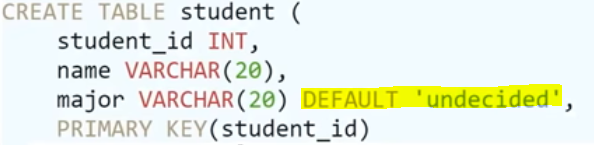 CREATE TABLE student (
student_id INT,
name VARCHAR(20),
major VARCHAR(20) DEFAULT 'undecided',
PRIMARY KEY(student_id)